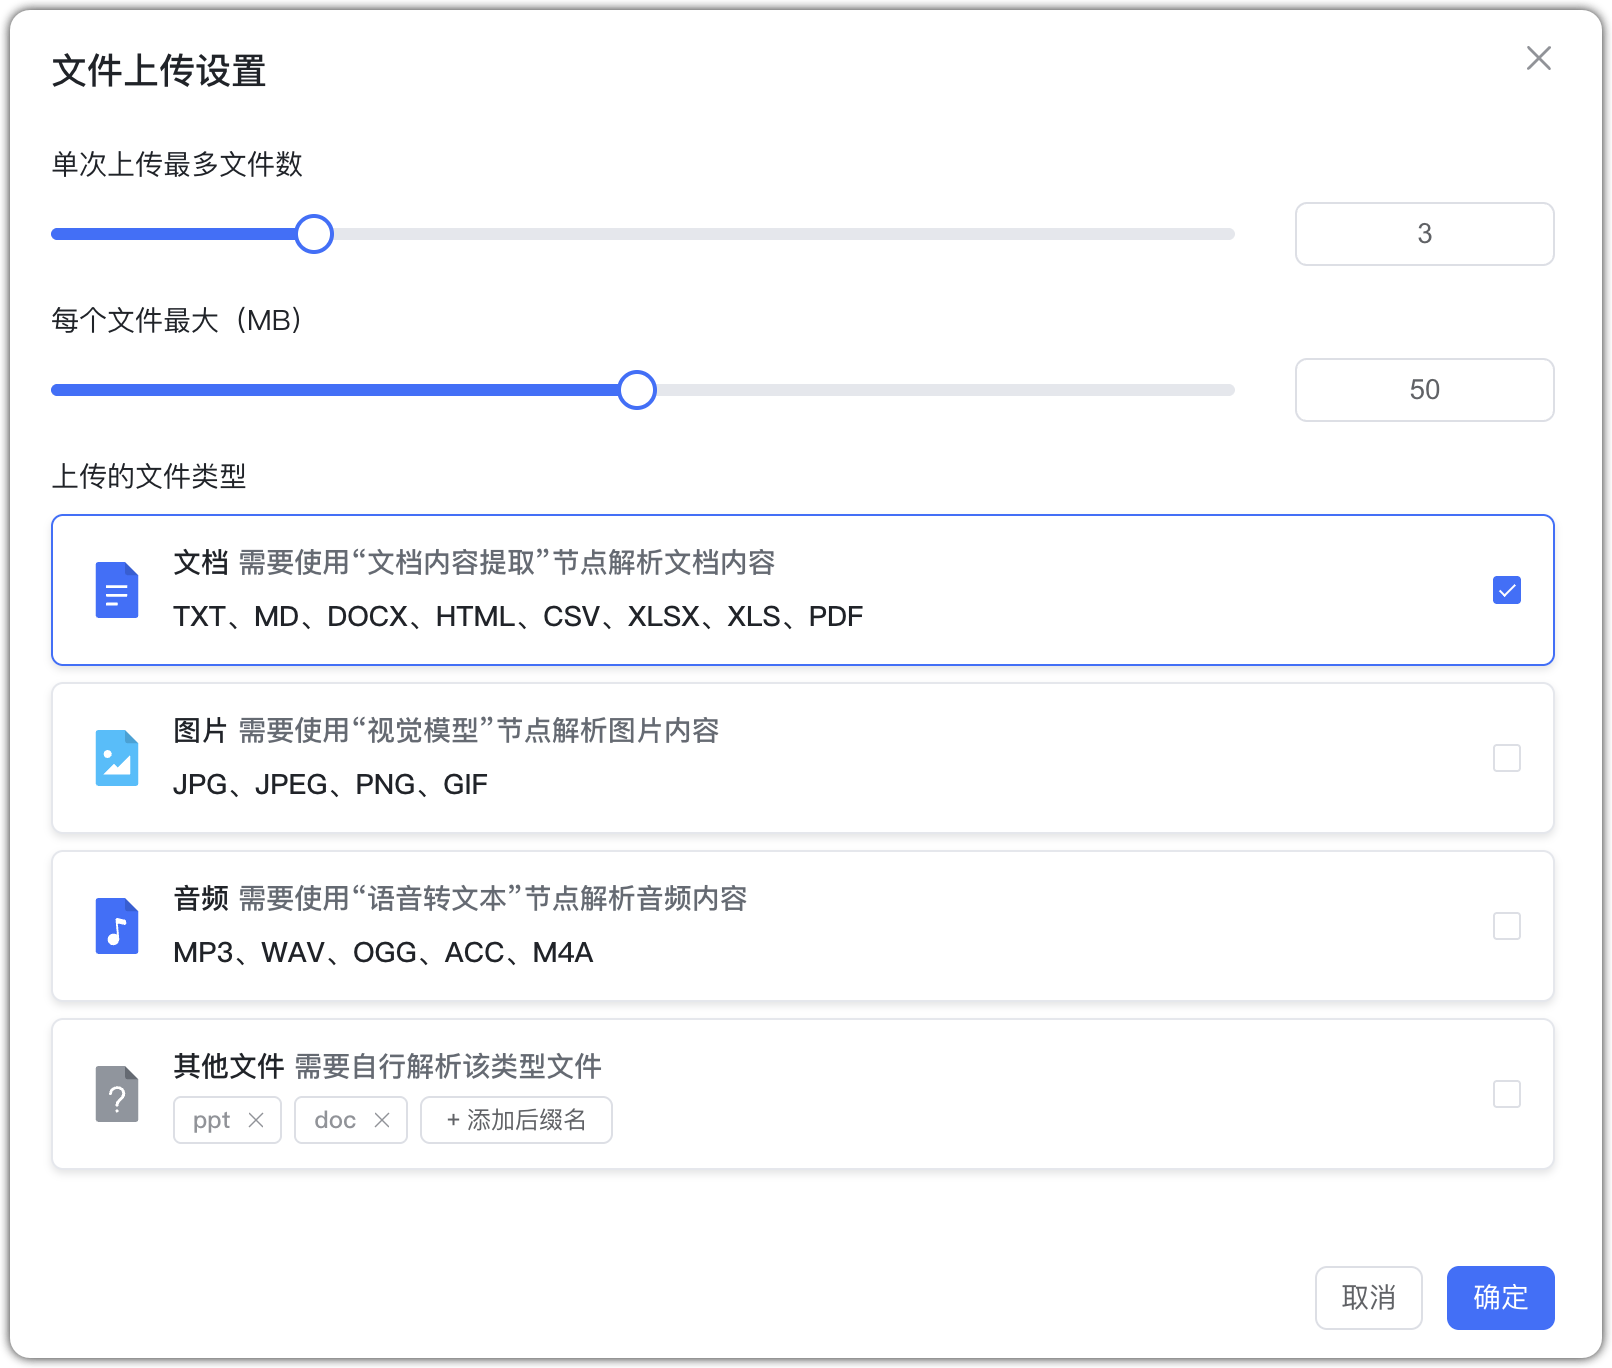 文件上传设置
单次上传最多文件数
3
每个文件最大（MB）
50
上传的文件类型
文档 需要使用“文档内容提取”节点解析文档内容
TXT、MD、DOCX、HTML、CSV、XLSX、XLS、PDF
图片 需要使用“视觉模型”节点解析图片内容
JPG、JPEG、PNG、GIF
音频 需要使用“语音转文本”节点解析音频内容
MP3、WAV、OGG、ACC、M4A
?
其他文件 需要自行解析该类型文件
ppt doc + 添加后缀名
取消 确定